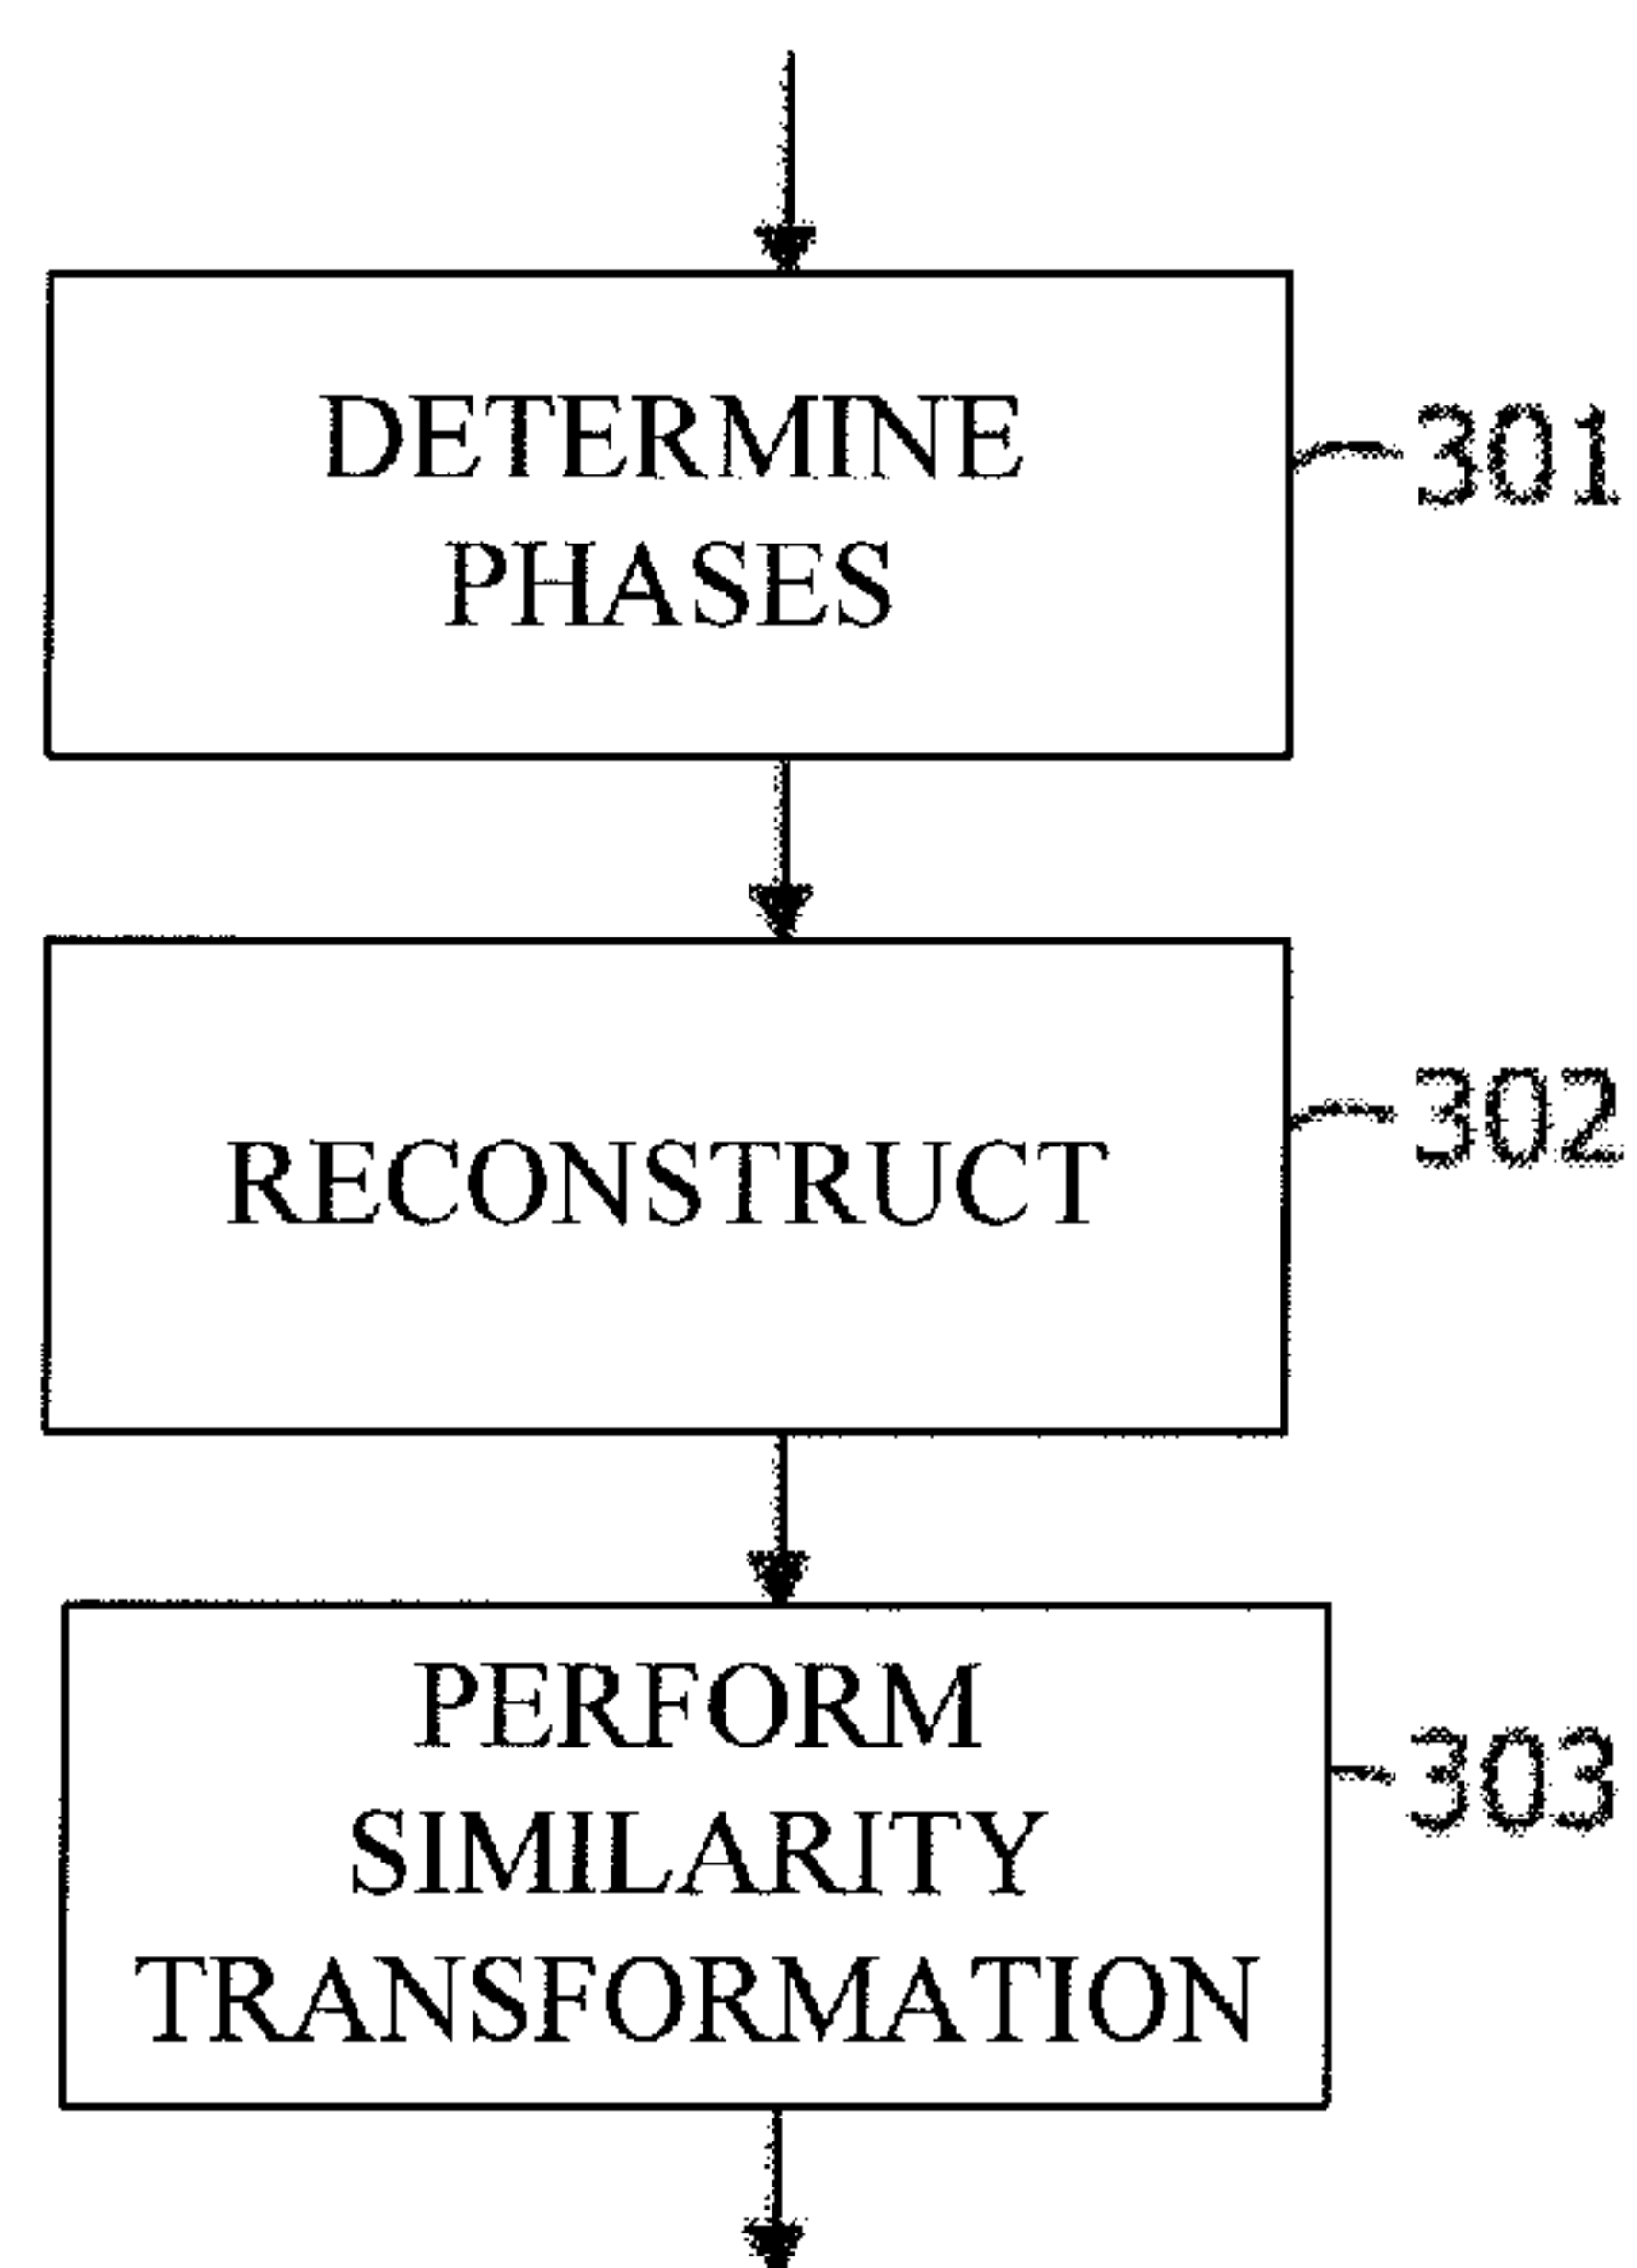 DETERMINE
PHASES
301
RECONSTRUCT
302
PERFORM
SIMILARITY
TRANSFORMATION
303